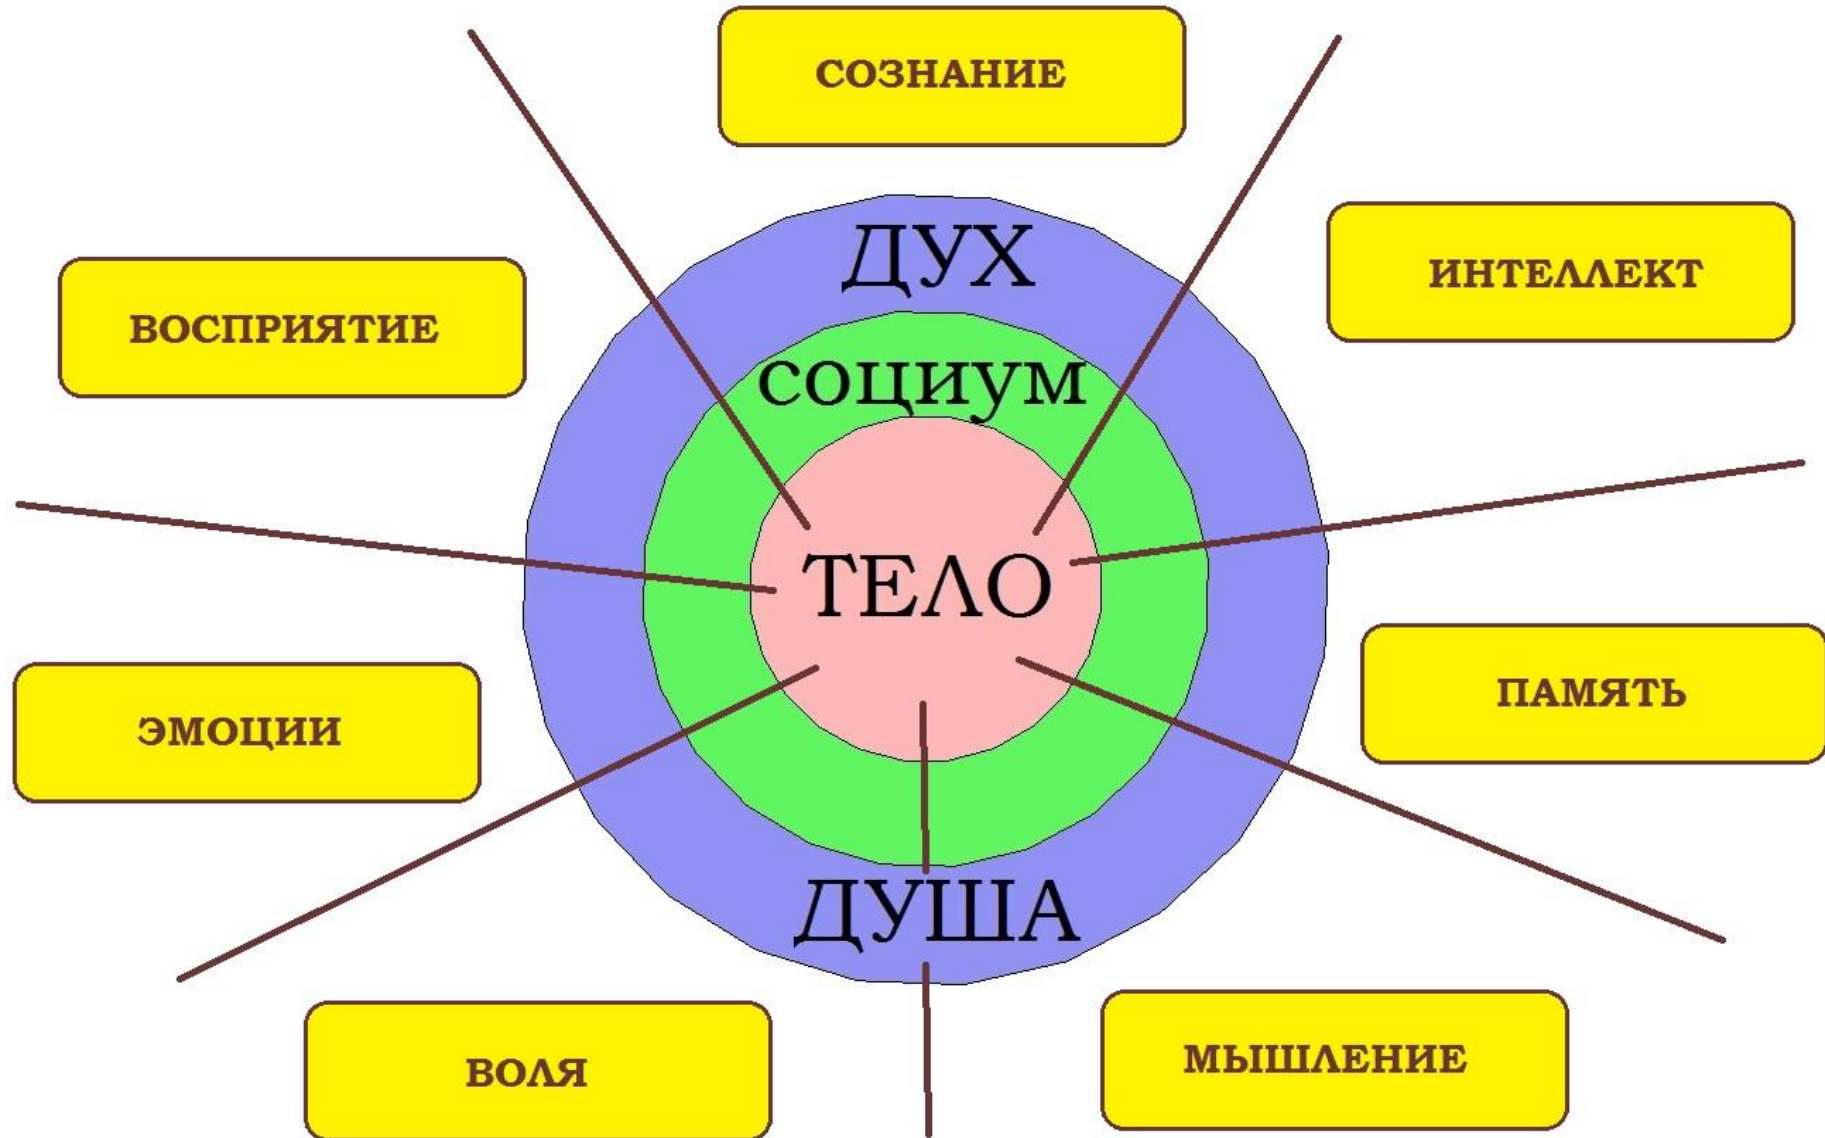 СОЗНАНИЕ
ДУХ
ИНТЕЛЛЕКТ
ВОСПРИЯТИЕ
социум
ТЕЛО
ПАМЯТЬ
ЭМОЦИИ
ДУША
МЫШЛЕНИЕ
ВОЛЯ